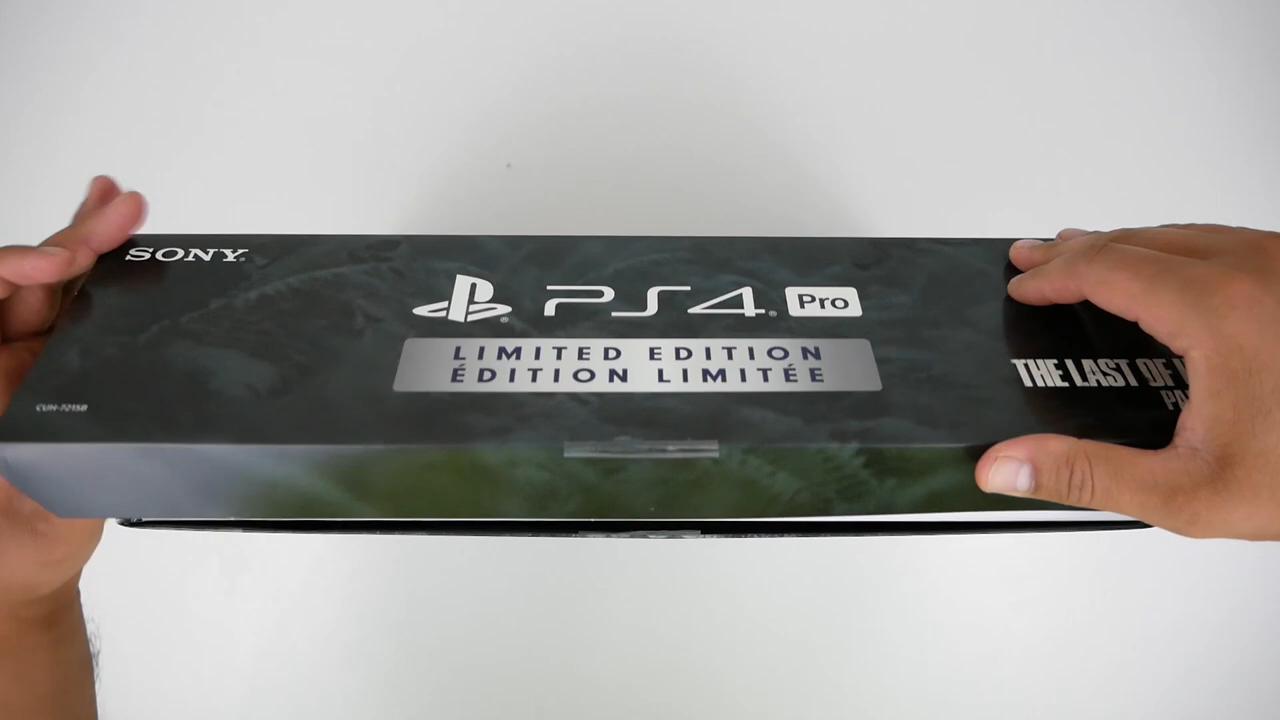 SONY®
PS4® Pro
LIMITED EDITION
ÉDITION LIMITÉE
THE LAST OF
CUH-7215B